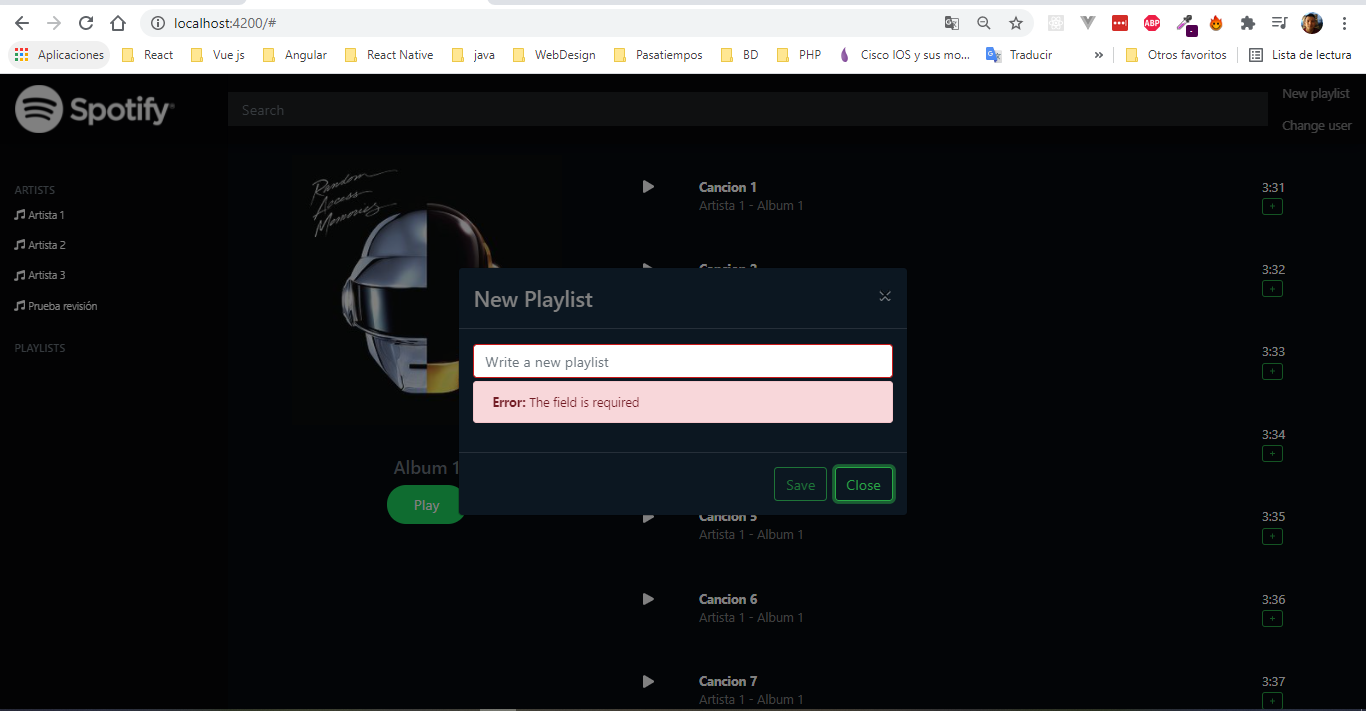 localhost:4200/#
ABP
Aplicaciones React Vue js Angular React Native java WebDesign Pasatiempos BD PHP Cisco IOS y sus mo... Traducir » Otros favoritos Lista de lectura
Spotify
Search
New playlist
Change user
ARTISTS
Artista 1
Artista 2
Artista 3
Prueba revisión
PLAYLISTS
Random
Access
Memories
Album 1
Play
Cancion 1 3:31
Artista 1 - Album 1 +
3:32
+
3:33
+
3:34
+
New Playlist
Write a new playlist
Error: The field is required
Save Close
Cancion 5 3:35
Artista 1 - Album 1 +
Cancion 6 3:36
Artista 1 - Album 1 +
Cancion 7 3:37
Artista 1 - Album 1 +